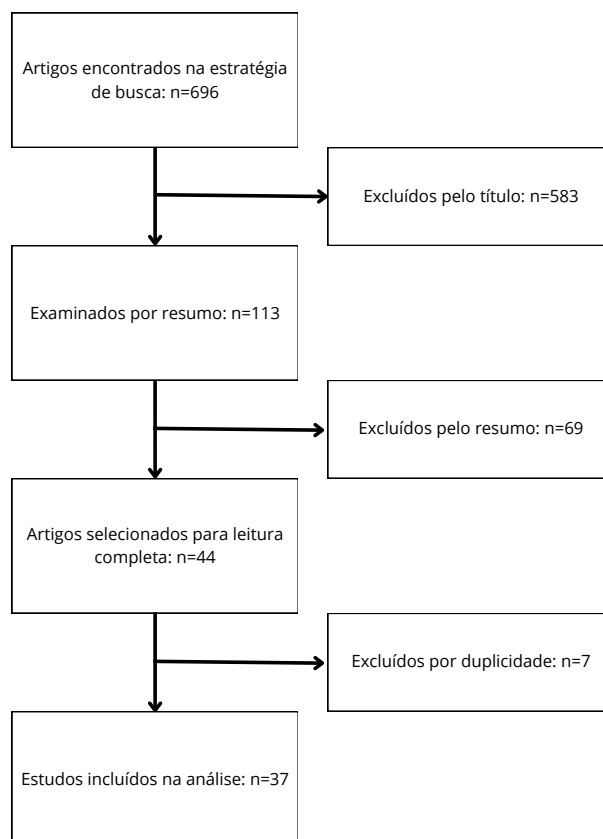 Artigos encontrados na estratégia
de busca: n=696
Excluídos pelo título: n=583
Examinados por resumo: n=113
Excluídos pelo resumo: n=69
Artigos selecionados para leitura
completa: n=44
Excluídos por duplicidade: n=7
Estudos incluídos na análise: n=37